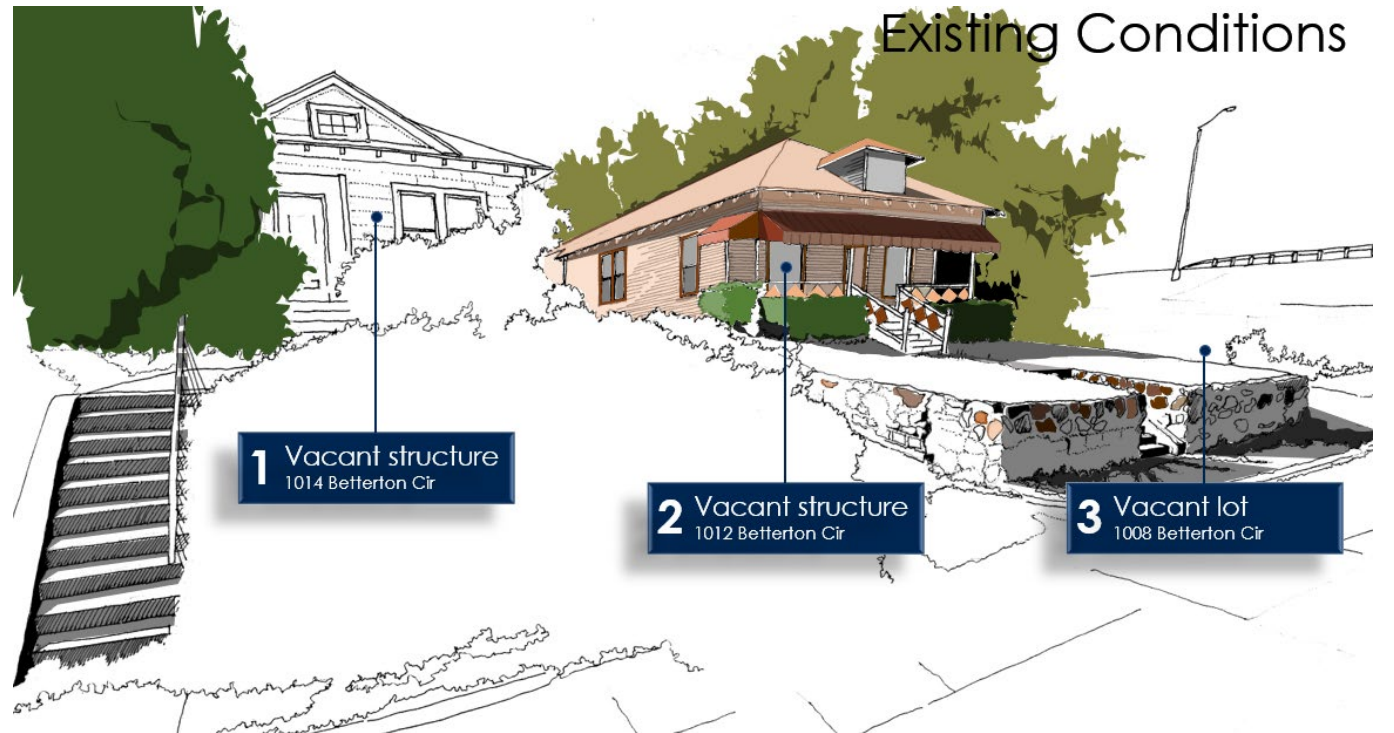 Existing Conditions
1 Vacant structure
1014 Betterton Cir
2 Vacant structure
1012 Betterton Cir
3 Vacant lot
1008 Betterton Cir